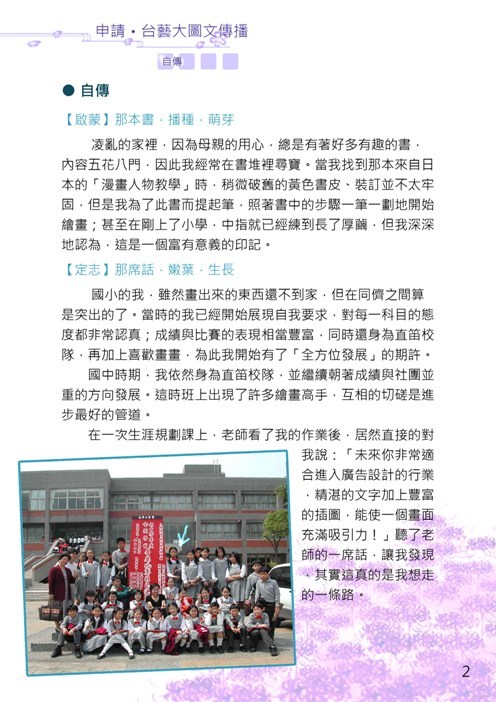 申請・台藝大圖文傳播
自傳
● 自傳
【啟蒙】那本書．播種．萌芽
凌亂的家裡，因為母親的用心，總是有著好多有趣的書，
內容五花八門，因此我經常在書堆裡尋寶。當我找到那本來自日
本的「漫畫人物教學」時，稍微破舊的黃色書皮、裝訂並不太牢
固，但是我為了此書而提起筆，照著書中的步驟一筆一劃地開始
繪畫；甚至在剛上了小學，中指就已經練到長了厚繭，但我深深
地認為，這是一個富有意義的印記。
【定志】那席話．嫩葉．生長
國小的我，雖然畫出來的東西還不到家，但在同儕之間算
是突出的了。當時的我已經開始展現自我要求，對每一科目的態
度都非常認真；成績與比賽的表現相當豐富，同時還身為直笛校
隊，再加上喜歡畫畫，為此我開始有了「全方位發展」的期許。
國中時期，我依然身為直笛校隊，並繼續朝著成績與社團並
重的方向發展。這時班上出現了許多繪畫高手，互相的切磋是進
步最好的管道。
在一次生涯規劃課上，老師看了我的作業後，居然直接的對
我說：「未來你非常適
合進入廣告設計的行業
，精湛的文字加上豐富
的插圖，能使一個畫面
充滿吸引力！」聽了老
師的一席話，讓我發現
，其實這真的是我想走
的一條路。
2